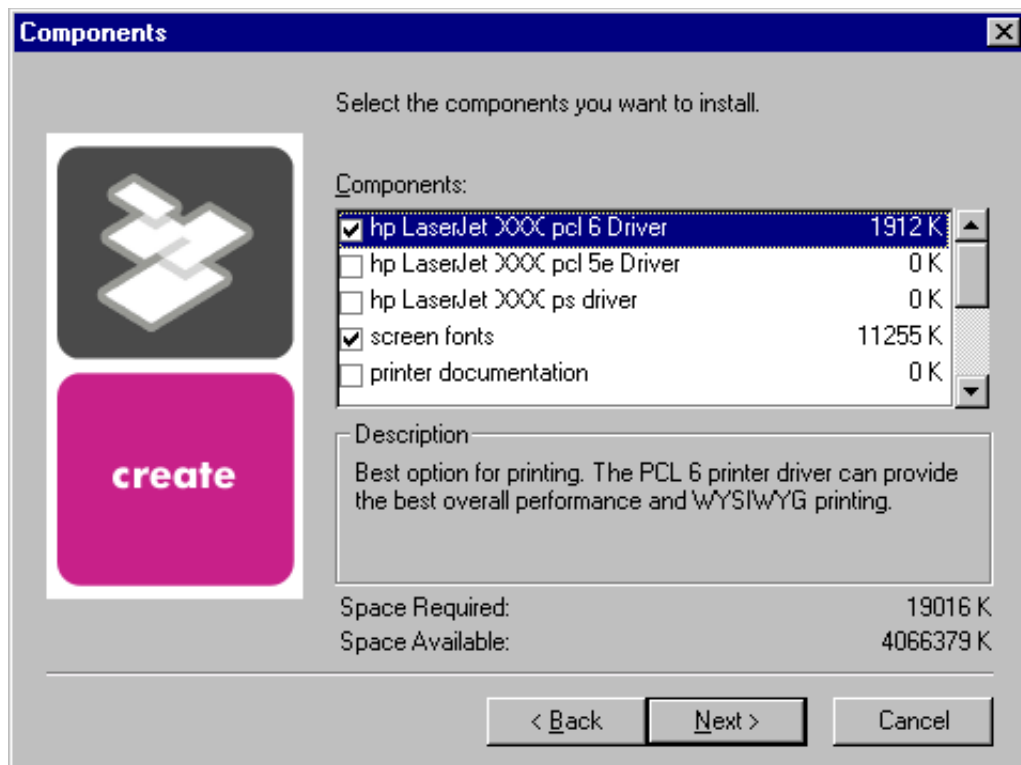 Components
Select the components you want to install.
Components:
hp LaserJet XXXX pcl 6 Driver 1912 K
hp LaserJet XXXX pcl 5e Driver 0 K
hp LaserJet XXXX ps driver 0 K
screen fonts 11255 K
printer documentation 0 K
create
Description
Best option for printing. The PCL 6 printer driver can provide
the best overall performance and WYSIWYG printing.
Space Required: 19016 K
Space Available: 4066379 K
< Back Next > Cancel